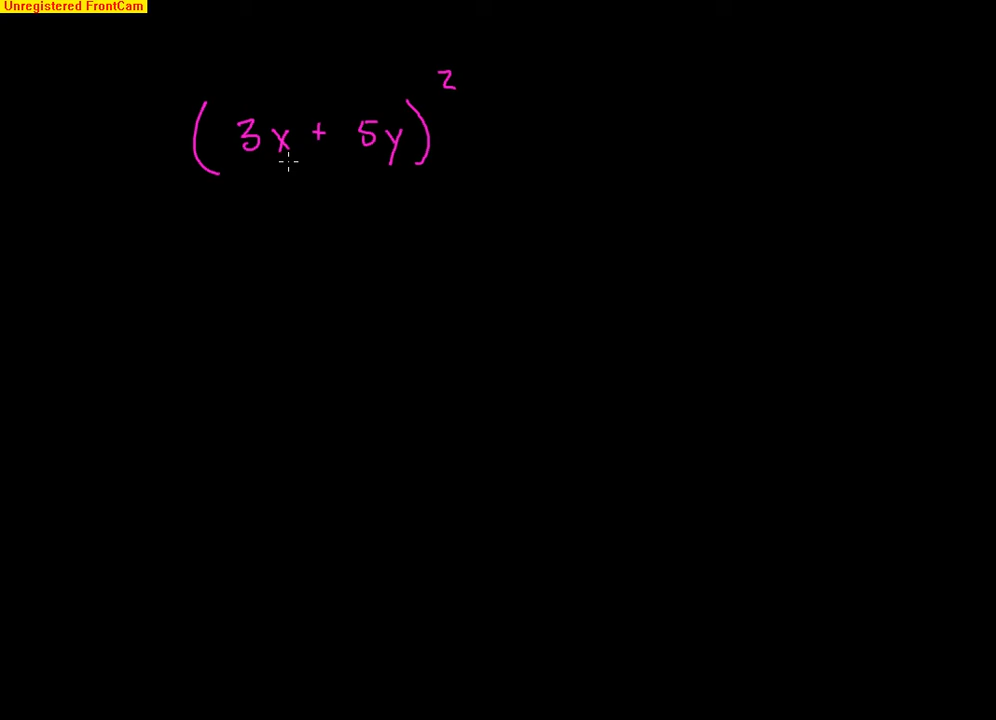 Unregistered FrontCam
(3x + 5y)²